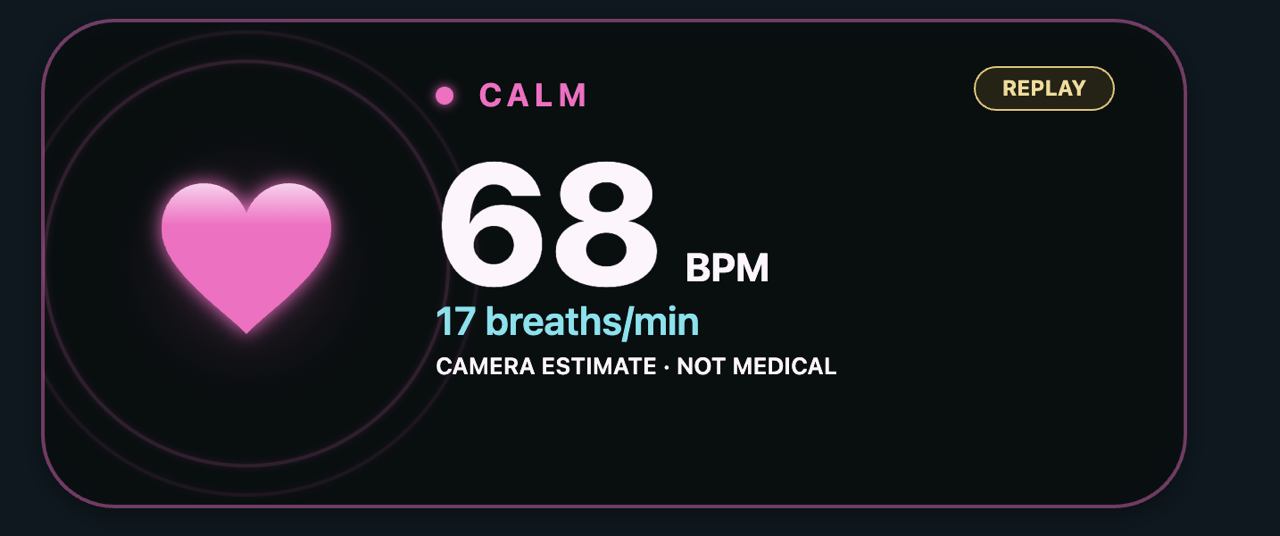 CALM
REPLAY
68 BPM
17 breaths/min
CAMERA ESTIMATE · NOT MEDICAL